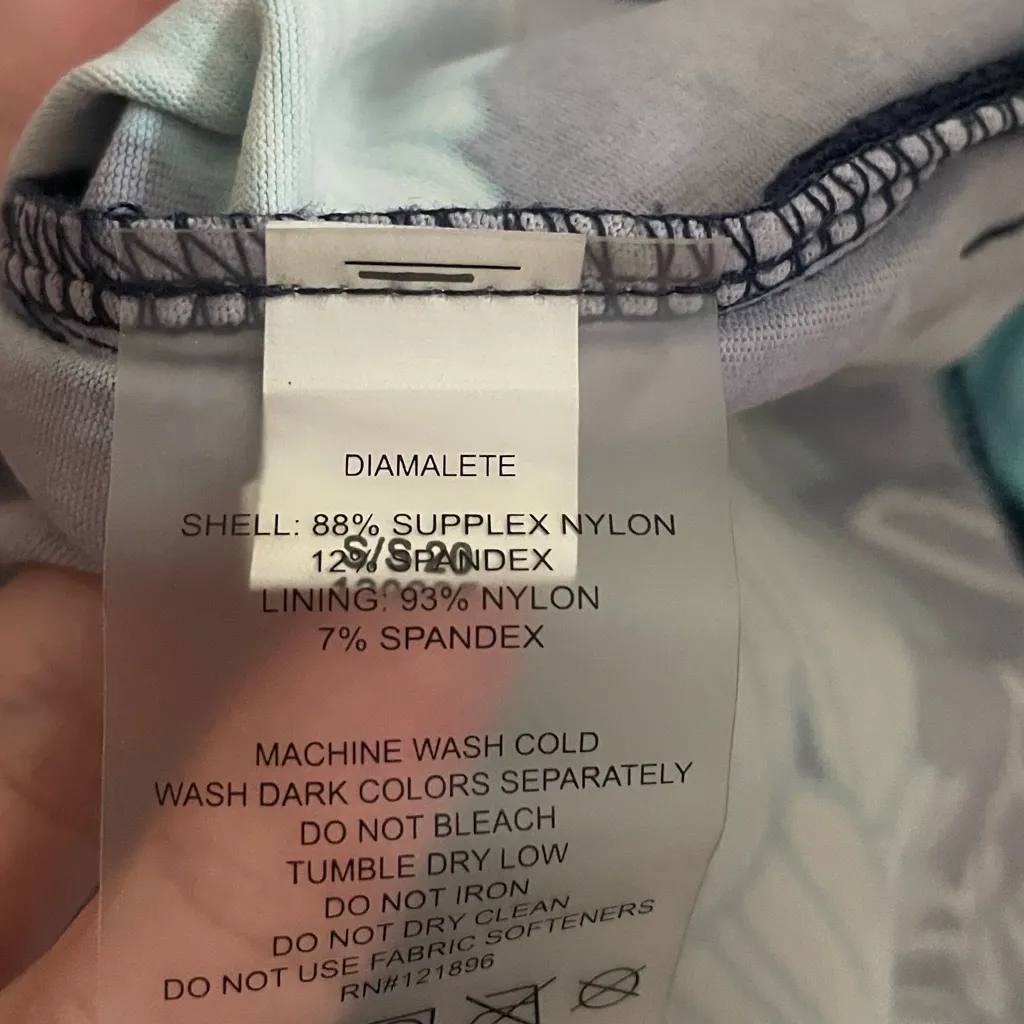 DIAMALETE
SHELL: 88% SUPPLEX NYLON
S/S 20
12% SPANDEX
LINING: 93% NYLON
7% SPANDEX
MACHINE WASH COLD
WASH DARK COLORS SEPARATELY
DO NOT BLEACH
TUMBLE DRY LOW
DO NOT IRON
DO NOT DRY CLEAN
DO NOT USE FABRIC SOFTENERS
RN#121896